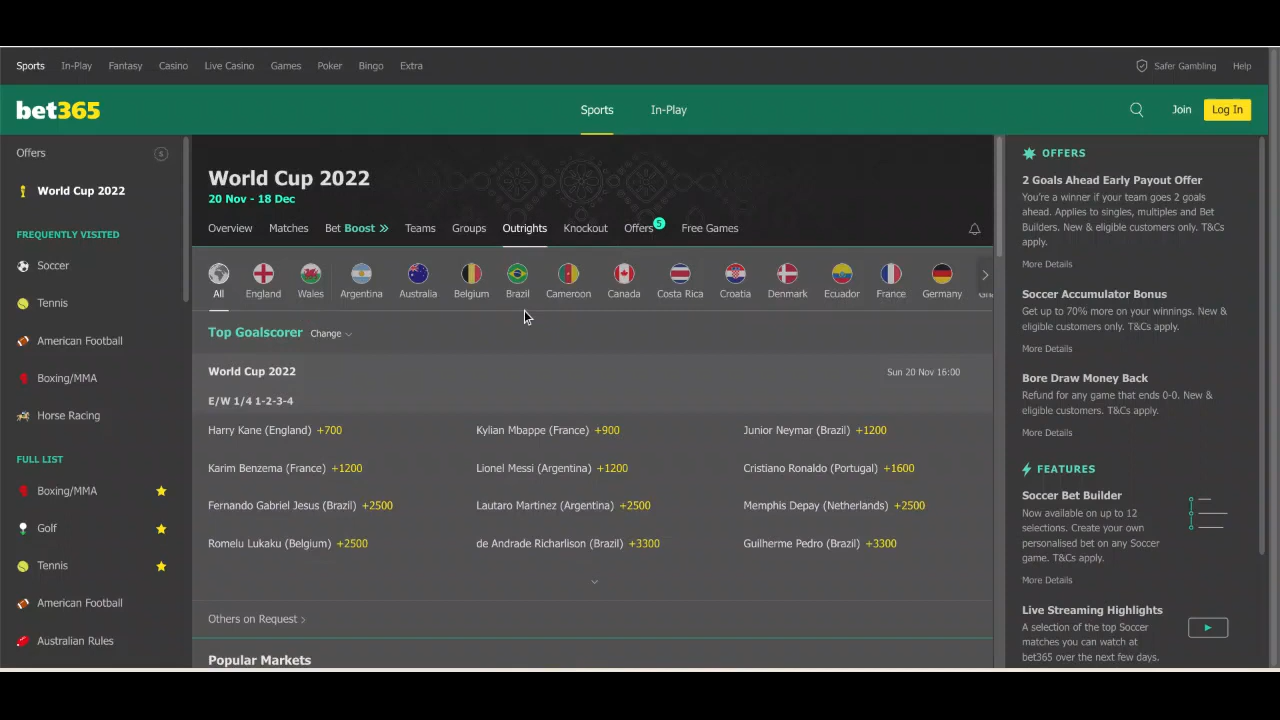 Sports In-Play Fantasy Casino Live Casino Games Poker Bingo Extra Safer Gambling Help
bet365 Sports In-Play Join Log In
Offers 5
World Cup 2022
FREQUENTLY VISITED
Soccer
Tennis
American Football
Boxing/MMA
Horse Racing
FULL LIST
Boxing/MMA
Golf
Tennis
American Football
Australian Rules
World Cup 2022
20 Nov - 18 Dec
Overview Matches Bet Boost Teams Groups Outrights Knockout Offers 5 Free Games
All England Wales Argentina Australia Belgium Brazil Cameroon Canada Costa Rica Croatia Denmark Ecuador France Germany
Top Goalscorer Change
World Cup 2022 Sun 20 Nov 16:00
E/W 1/4 1-2-3-4
Harry Kane (England) +700 Kylian Mbappe (France) +900 Junior Neymar (Brazil) +1200
Karim Benzema (France) +1200 Lionel Messi (Argentina) +1200 Cristiano Ronaldo (Portugal) +1600
Fernando Gabriel Jesus (Brazil) +2500 Lautaro Martinez (Argentina) +2500 Memphis Depay (Netherlands) +2500
Romelu Lukaku (Belgium) +2500 de Andrade Richarlison (Brazil) +3300 Guilherme Pedro (Brazil) +3300
Others on Request
Popular Markets
OFFERS
2 Goals Ahead Early Payout Offer
You're a winner if your team goes 2 goals
ahead. Applies to singles, multiples and Bet
Builders. New & eligible customers only. T&Cs
apply.
More Details
Soccer Accumulator Bonus
Get up to 70% more on your winnings. New &
eligible customers only. T&Cs apply.
More Details
Bore Draw Money Back
Refund for any game that ends 0-0. New &
eligible customers. T&Cs apply.
More Details
FEATURES
Soccer Bet Builder
Now available on up to 12
selections. Create your own
personalised bet on any Soccer
game. T&Cs apply.
More Details
Live Streaming Highlights
A selection of the top Soccer
matches you can watch at
bet365 over the next few days.